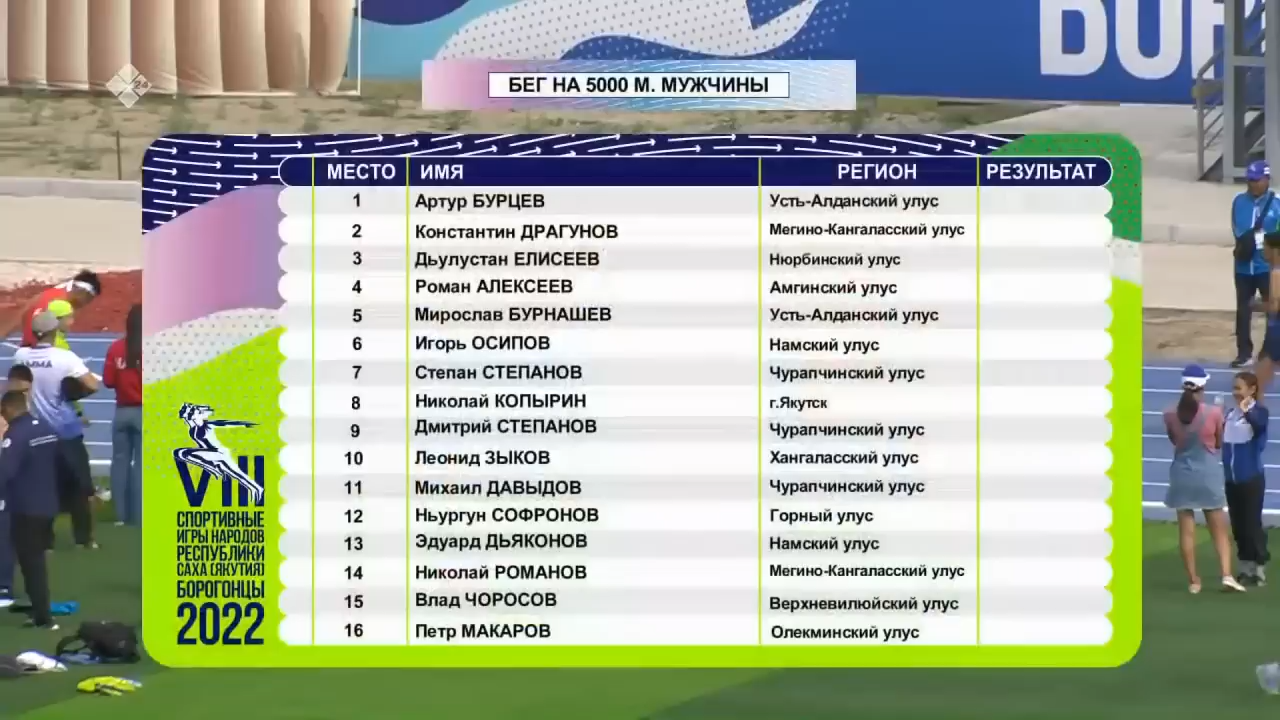 24
БЕГ НА 5000 М. МУЖЧИНЫ
МЕСТО ИМЯ РЕГИОН РЕЗУЛЬТАТ
1 Артур БУРЦЕВ Усть-Алданский улус
2 Константин ДРАГУНОВ Мегино-Кангаласский улус
3 Дьулустан ЕЛИСЕЕВ Нюрбинский улус
4 Роман АЛЕКСЕЕВ Амгинский улус
5 Мирослав БУРНАШЕВ Усть-Алданский улус
6 Игорь ОСИПОВ Намский улус
7 Степан СТЕПАНОВ Чурапчинский улус
8 Николай КОПЫРИН г.Якутск
9 Дмитрий СТЕПАНОВ Чурапчинский улус
10 Леонид ЗЫКОВ Хангаласский улус
11 Михаил ДАВЫДОВ Чурапчинский улус
12 Ньургун СОФРОНОВ Горный улус
13 Эдуард ДЬЯКОНОВ Намский улус
14 Николай РОМАНОВ Мегино-Кангаласский улус
15 Влад ЧОРОСОВ Верхневилюйский улус
16 Петр МАКАРОВ Олекминский улус
VIII
СПОРТИВНЫЕ
ИГРЫ НАРОДОВ
РЕСПУБЛИКИ
САХА (ЯКУТИЯ)
БОРОГОНЦЫ
2022